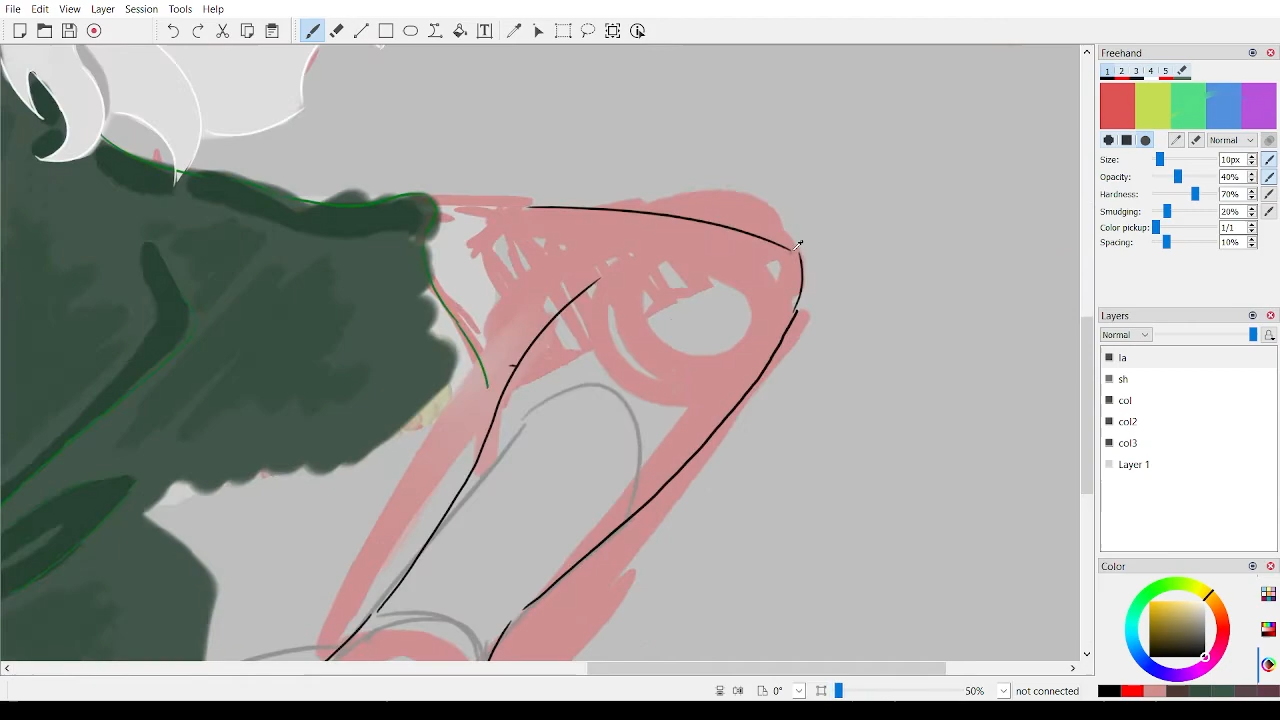 File Edit View Layer Session Tools Help
Freehand
1 2 3 4 5
Normal
Size: 10px
Opacity: 40%
Hardness: 70%
Smudging: 20%
Color pickup: 1/1
Spacing: 10%
Layers
Normal
la
sh
col
col2
col3
Layer 1
Color
0° 50% not connected